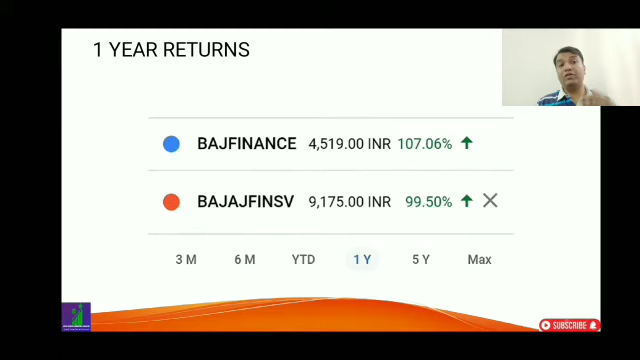 1 YEAR RETURNS
BAJFINANCE 4,519.00 INR 107.06%
BAJAJFINSV 9,175.00 INR 99.50%
3 M 6 M YTD 1 Y 5 Y Max
SUBSCRIBE